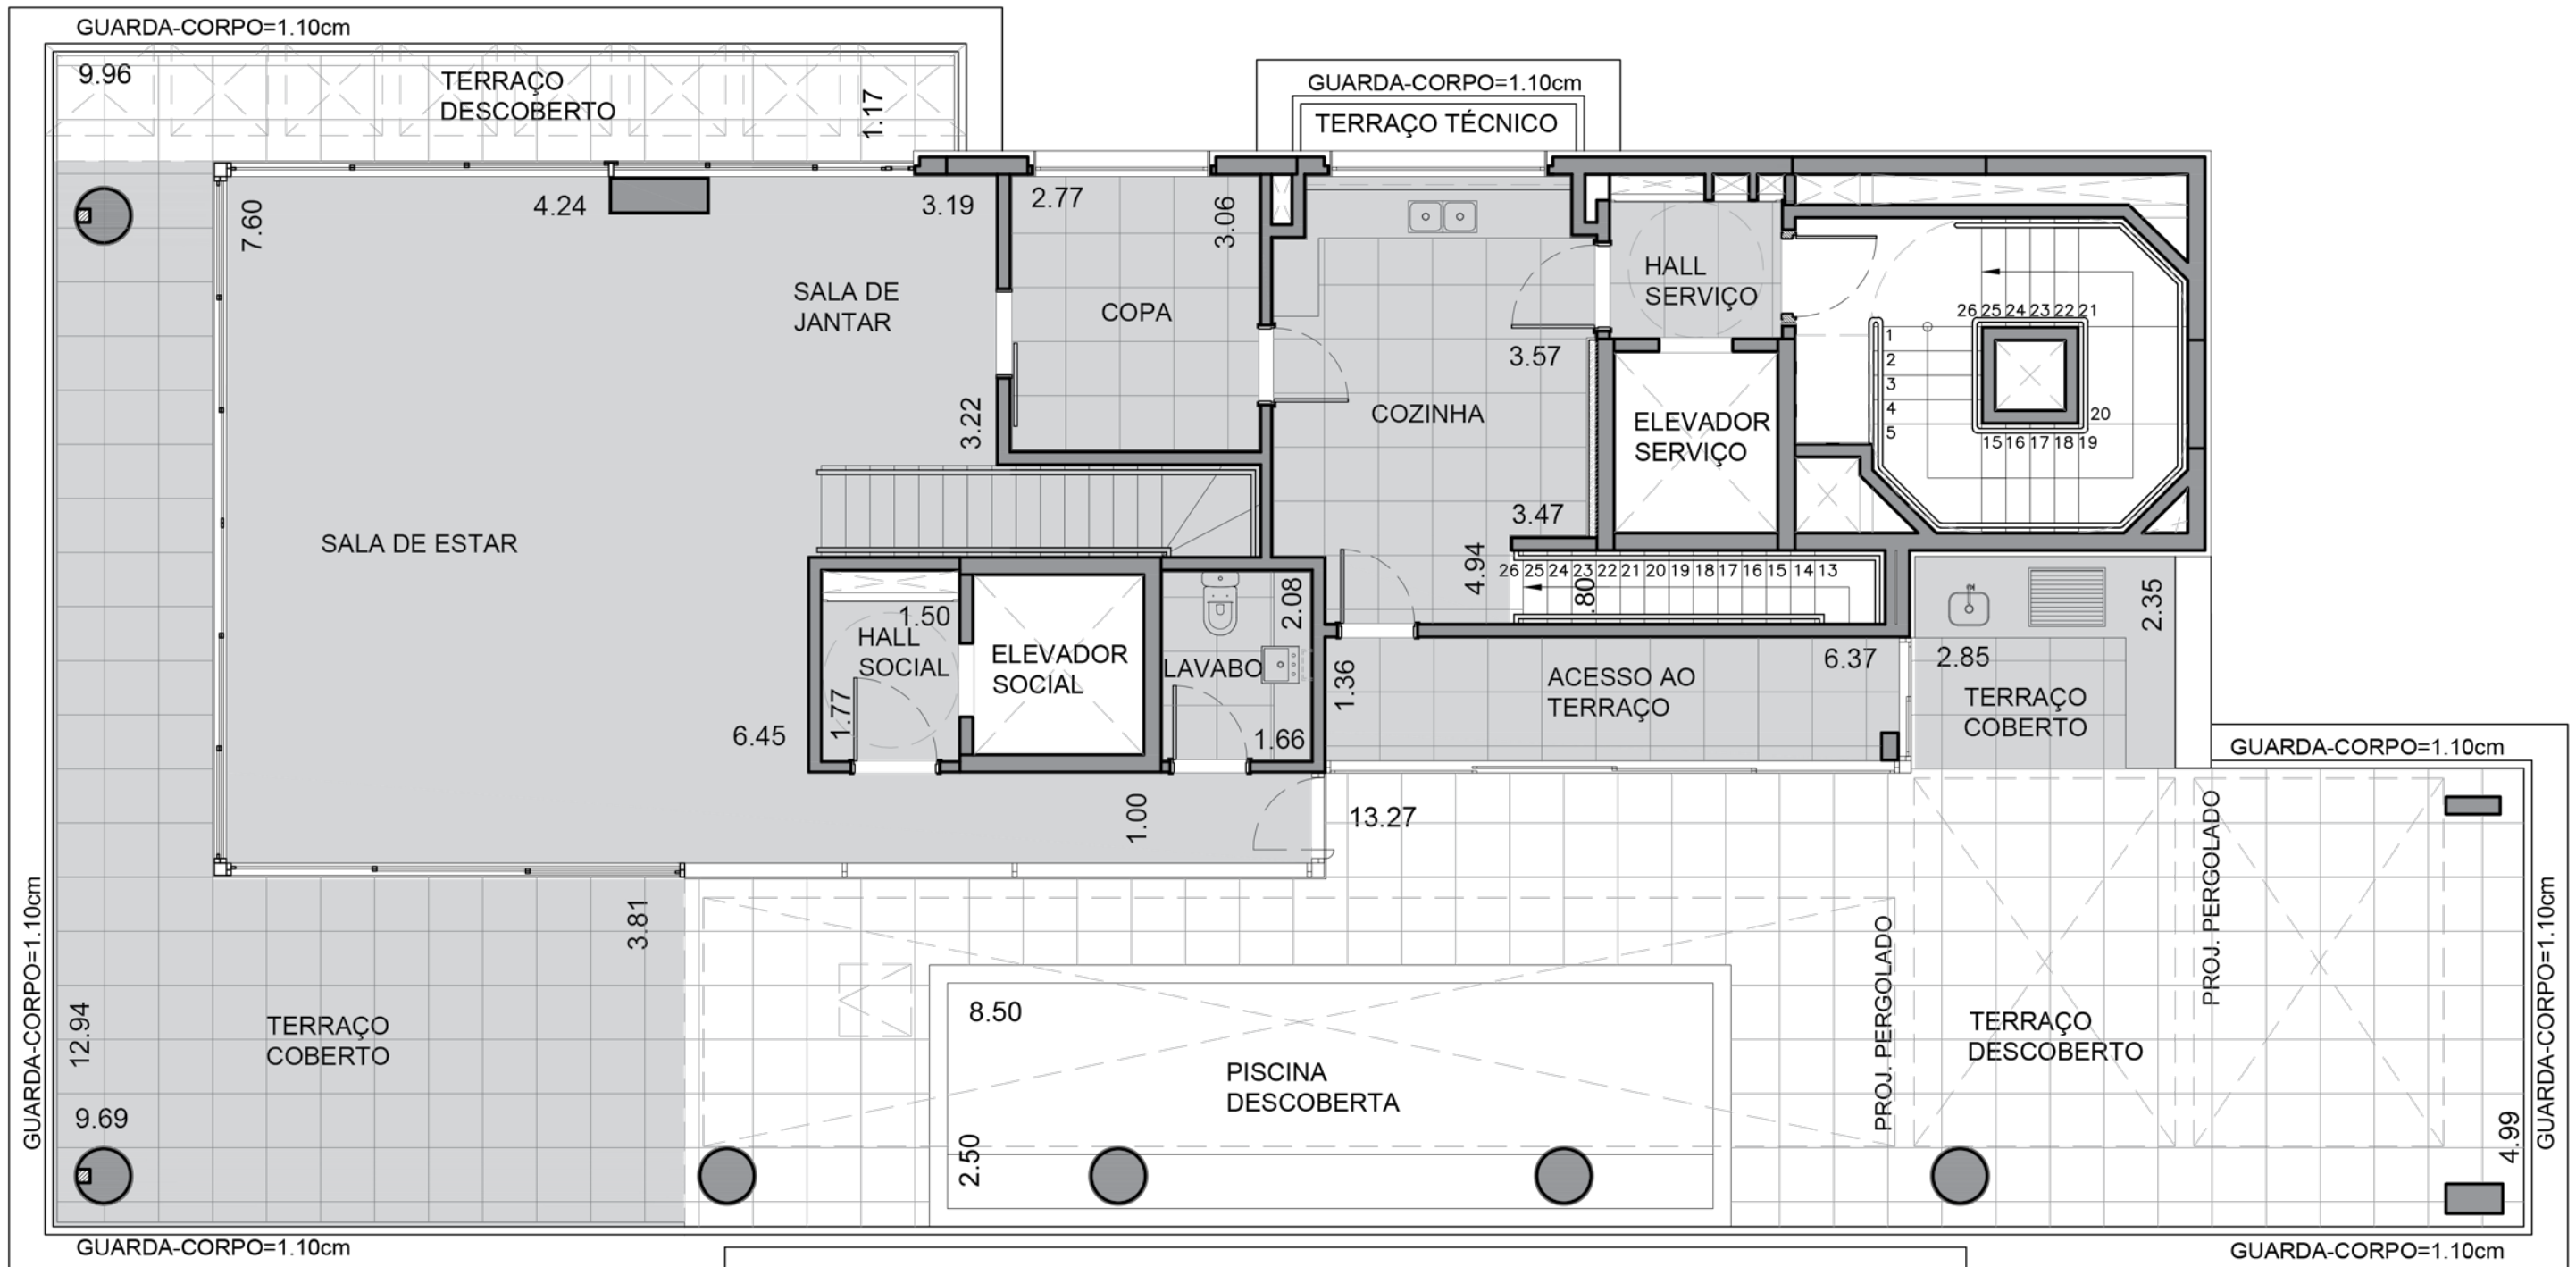 GUARDA-CORPO=1.10cm
9.96
TERRAÇO
DESCOBERTO
1.17
GUARDA-CORPO=1.10cm
TERRAÇO TÉCNICO
7.60
4.24
3.19
2.77
3.06
SALA DE
JANTAR
COPA
3.22
HALL
SERVIÇO
3.57
COZINHA
ELEVADOR
SERVIÇO
3.47
4.94
26 25 24 23 22 21
1
2
3
4
5
20
15 16 17 18 19
SALA DE ESTAR
26 25 24 23 22 21 20 19 18 17 16 15 14 13
.80
1.50
HALL
SOCIAL
1.77
ELEVADOR
SOCIAL
2.08
LAVABO
1.66
6.45
1.36
ACESSO AO
TERRAÇO
6.37
2.35
2.85
TERRAÇO
COBERTO
GUARDA-CORPO=1.10cm
1.00
13.27
PROJ. PERGOLADO
PROJ. PERGOLADO
3.81
GUARDA-CORPO=1.10cm
12.94
TERRAÇO
COBERTO
9.69
8.50
PISCINA
DESCOBERTA
2.50
TERRAÇO
DESCOBERTO
4.99
GUARDA-CORPO=1.10cm
GUARDA-CORPO=1.10cm
GUARDA-CORPO=1.10cm